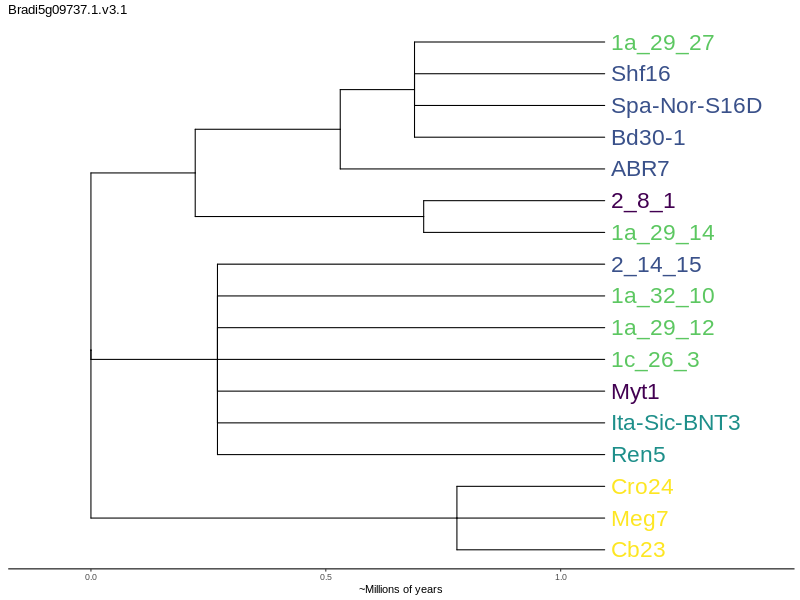 Bradi5g09737.1.v3.1
1a_29_27
Shf16
Spa-Nor-S16D
Bd30-1
ABR7
2_8_1
1a_29_14
2_14_15
1a_32_10
1a_29_12
1c_26_3
Myt1
Ita-Sic-BNT3
Ren5
Cro24
Meg7
Cb23
0.0 0.5 1.0
~Millions of years